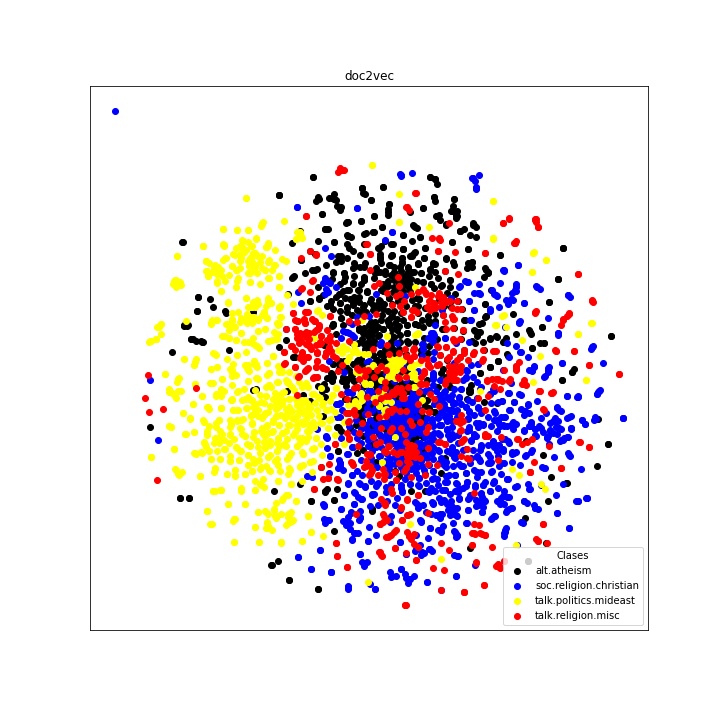 doc2vec
Clases
alt.atheism
soc.religion.christian
talk.politics.mideast
talk.religion.misc